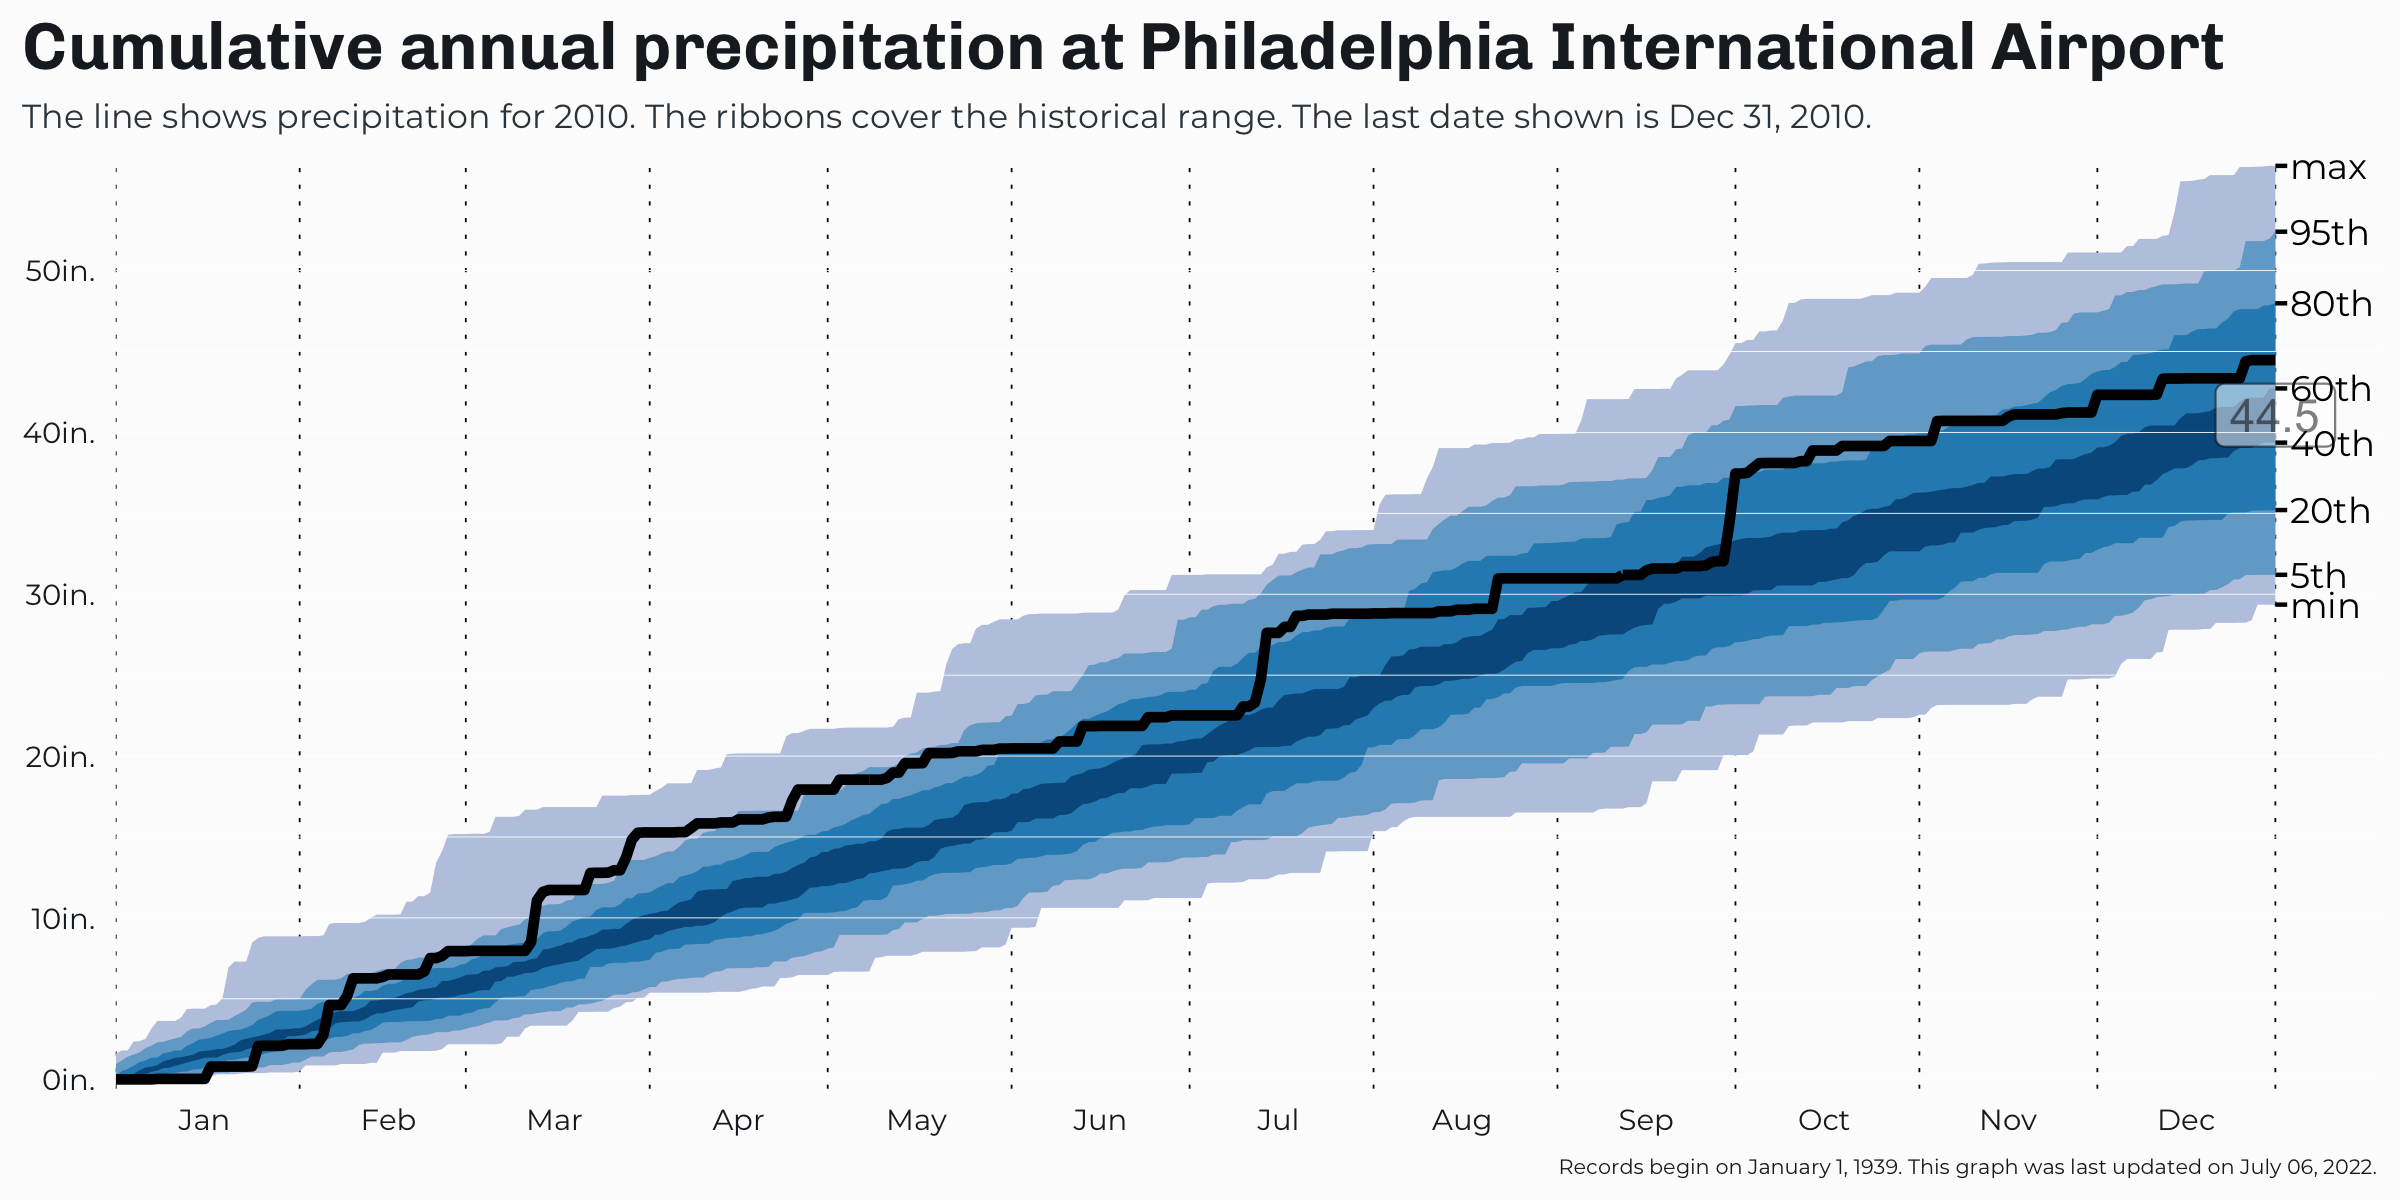 Cumulative annual precipitation at Philadelphia International Airport
The line shows precipitation for 2010. The ribbons cover the historical range. The last date shown is Dec 31, 2010.
max
95th
50in.
80th
60th
44.5
40in.
40th
20th
5th
30in.
min
20in.
10in.
0in.
Jan Feb Mar Apr May Jun Jul Aug Sep Oct Nov Dec
Records begin on January 1, 1939. This graph was last updated on July 06, 2022.